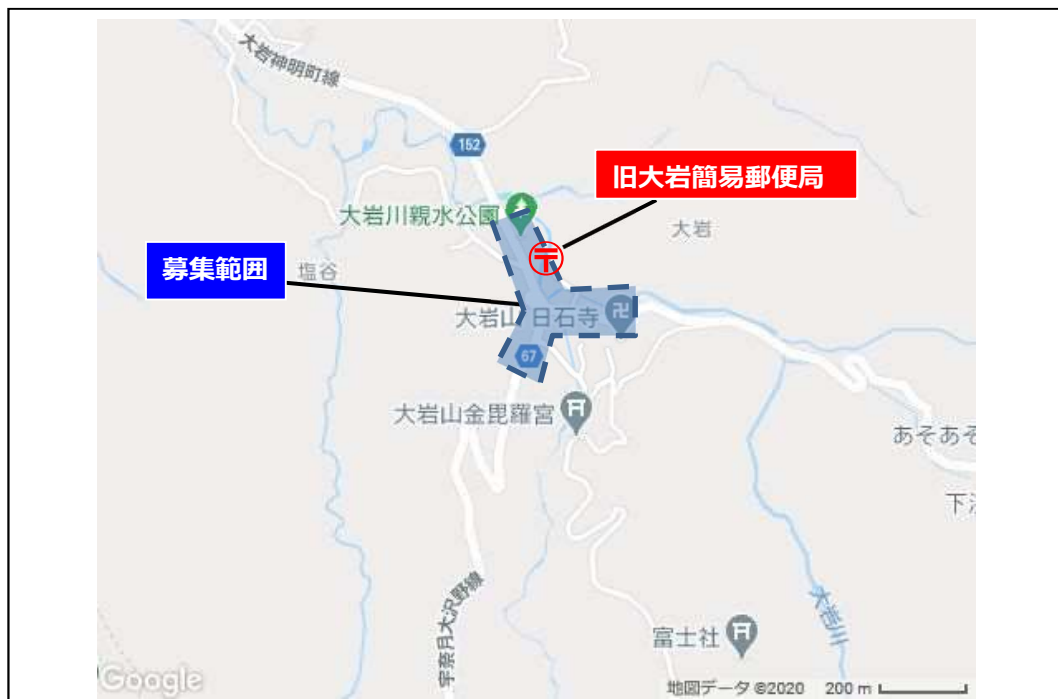 大岩神明町線
152
旧大岩簡易郵便局
大岩川親水公園
大岩
募集範囲
塩谷
〒
大岩山 日石寺
67
大岩山金毘羅宮
あそあそ
下
大岩川
宇奈月大沢野線
富士社
Google
地図データ ©2020 200 m